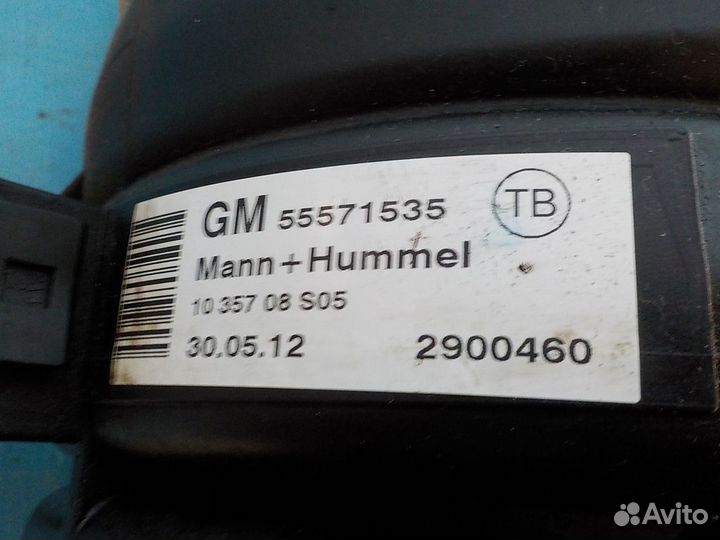 GM 55571535 TB
Mann+Hummel
10 357 08 S05
30.05.12 2900460
Avito